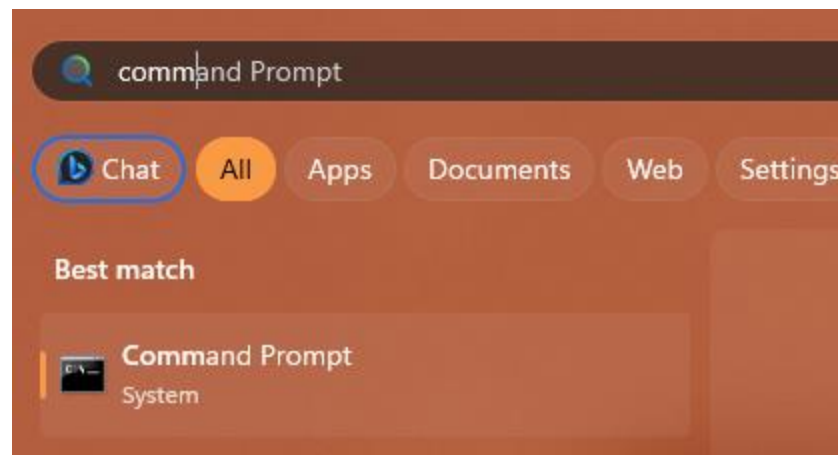 command Prompt
Chat All Apps Documents Web Settings
Best match
Command Prompt
System